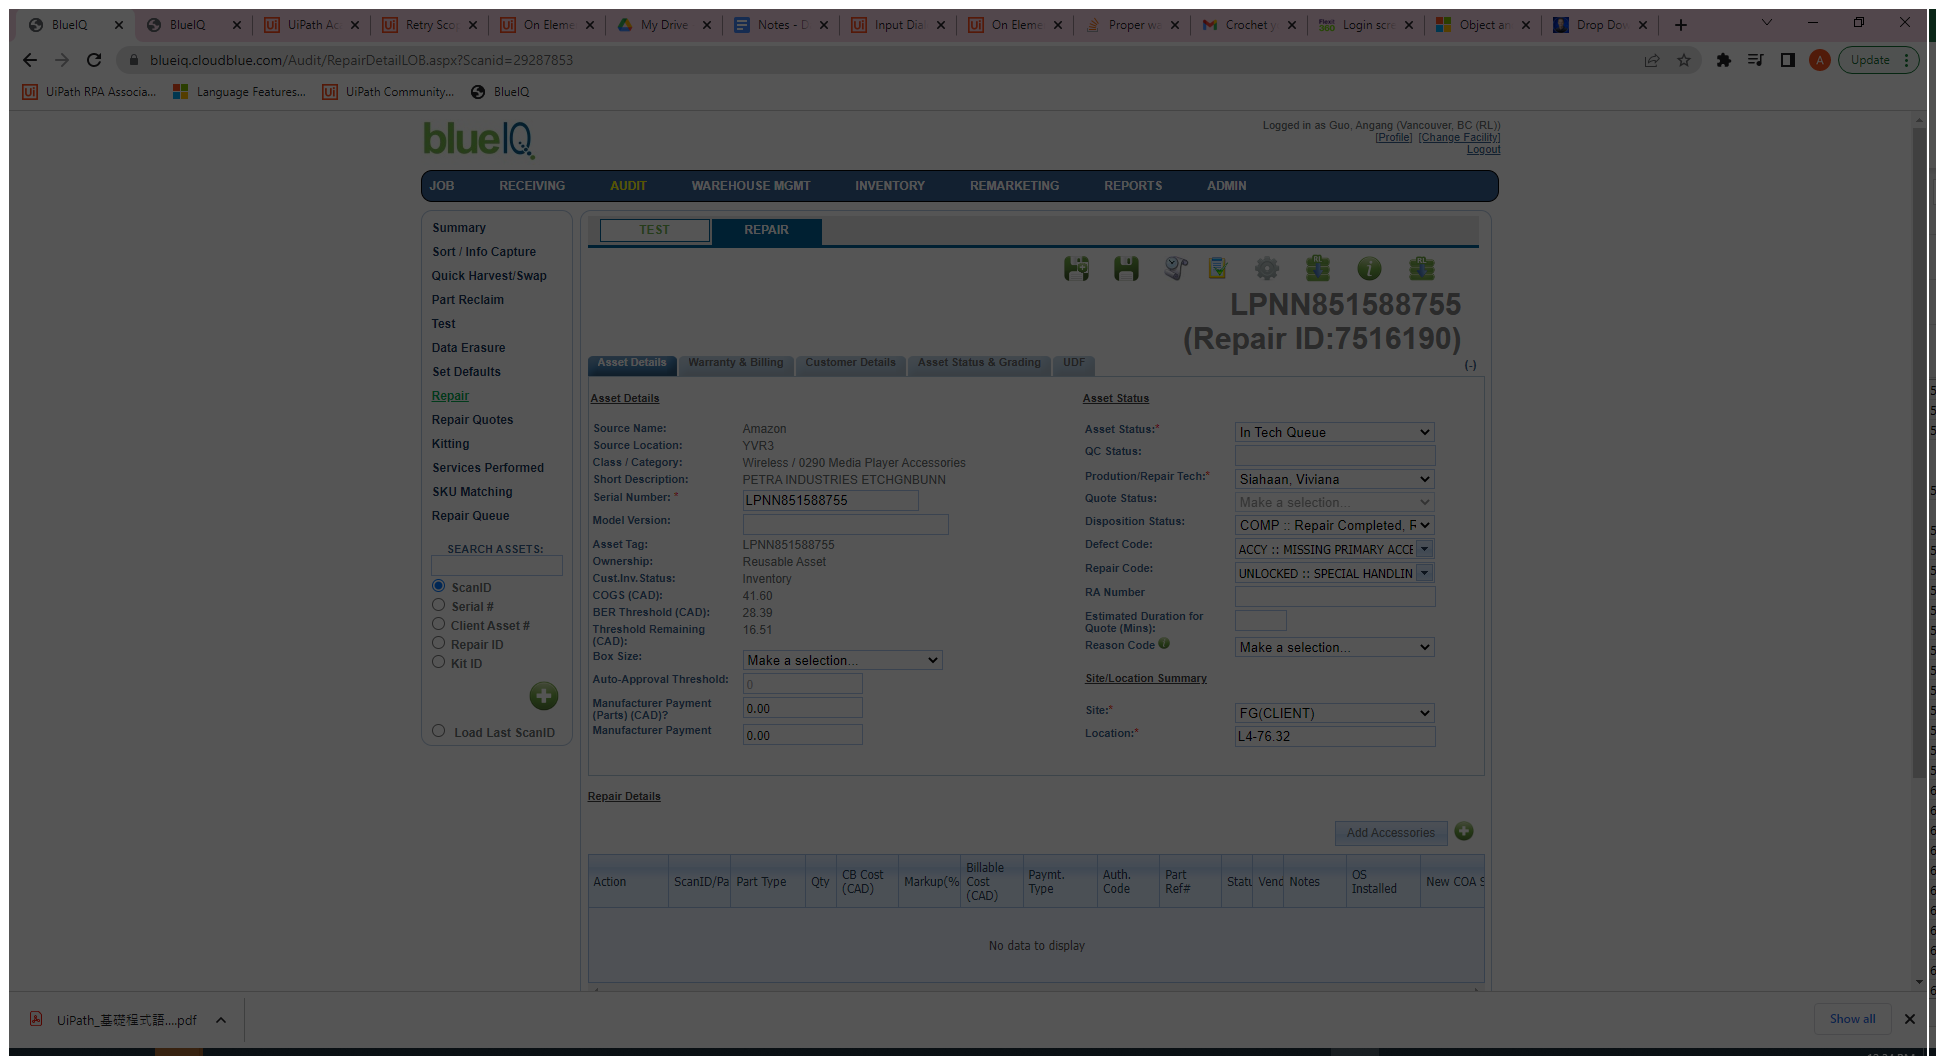 BlueIQ
BlueIQ
UiPath Ac
Retry Scop
On Eleme
My Drive
Notes - D
Input Dia
On Eleme
Proper wa
Crochet y
Login scre
Object an
Drop Dow
blueiq.cloudblue.com/Audit/RepairDetailLOB.aspx?Scanid=29287853
A
Update
UiPath RPA Associa...
Language Features...
UiPath Community...
BlueIQ
blueIQ
Logged in as Guo, Angang (Vancouver, BC (RL))
[Profile] [Change Facility]
Logout
JOB RECEIVING AUDIT WAREHOUSE MGMT INVENTORY REMARKETING REPORTS ADMIN
Summary
Sort / Info Capture
Quick Harvest/Swap
Part Reclaim
Test
Data Erasure
Set Defaults
Repair
Repair Quotes
Kitting
Services Performed
SKU Matching
Repair Queue
SEARCH ASSETS:
ScanID
Serial #
Client Asset #
Repair ID
Kit ID
Load Last ScanID
TEST REPAIR
LPNN851588755
(Repair ID:7516190)
Asset Details Warranty & Billing Customer Details Asset Status & Grading UDF
(-)
Asset Details
Source Name: Amazon
Source Location: YVR3
Class / Category: Wireless / 0290 Media Player Accessories
Short Description: PETRA INDUSTRIES ETCHGNBUNN
Serial Number: * LPNN851588755
Model Version:
Asset Tag: LPNN851588755
Ownership: Reusable Asset
Cust.Inv.Status: Inventory
COGS (CAD): 41.60
BER Threshold (CAD): 28.39
Threshold Remaining (CAD): 16.51
Box Size: Make a selection...
Auto-Approval Threshold: 0
Manufacturer Payment (Parts) (CAD)? 0.00
Manufacturer Payment 0.00
Asset Status
Asset Status:* In Tech Queue
QC Status:
Prodution/Repair Tech:* Siahaan, Viviana
Quote Status: Make a selection...
Disposition Status: COMP :: Repair Completed, R
Defect Code: ACCY :: MISSING PRIMARY ACCE
Repair Code: UNLOCKED :: SPECIAL HANDLIN
RA Number
Estimated Duration for Quote (Mins):
Reason Code Make a selection...
Site/Location Summary
Site:* FG(CLIENT)
Location:* L4-76.32
Repair Details
Add Accessories
Action ScanID/Pa Part Type Qty CB Cost (CAD) Markup(% Billable Cost (CAD) Paymt. Type Auth. Code Part Ref# Statu Vend Notes OS Installed New COA S
No data to display
UiPath_基礎程式語....pdf
Show all